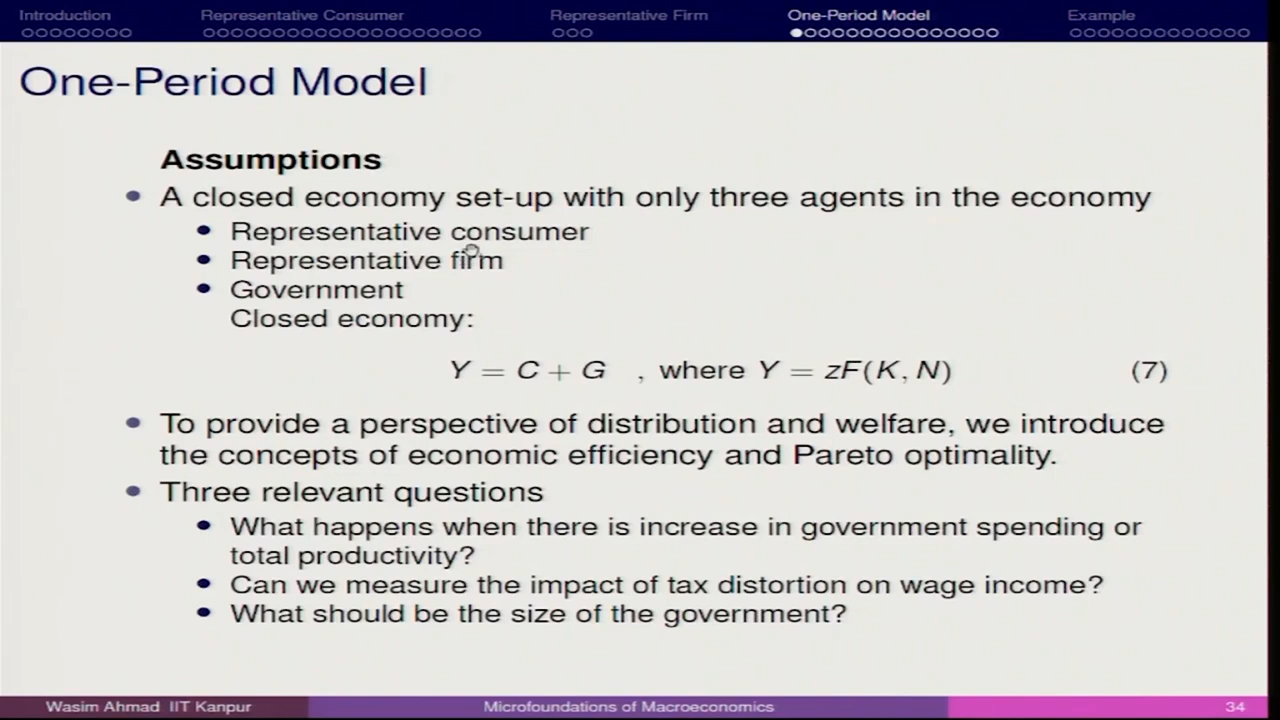 Introduction Representative Consumer Representative Firm One-Period Model Example
One-Period Model
Assumptions
A closed economy set-up with only three agents in the economy
Representative consumer
Representative firm
Government
Closed economy:
Y = C + G , where Y = zF(K, N) (7)
To provide a perspective of distribution and welfare, we introduce
the concepts of economic efficiency and Pareto optimality.
Three relevant questions
What happens when there is increase in government spending or
total productivity?
Can we measure the impact of tax distortion on wage income?
What should be the size of the government?
Wasim Ahmad IIT Kanpur Microfoundations of Macroeconomics 34